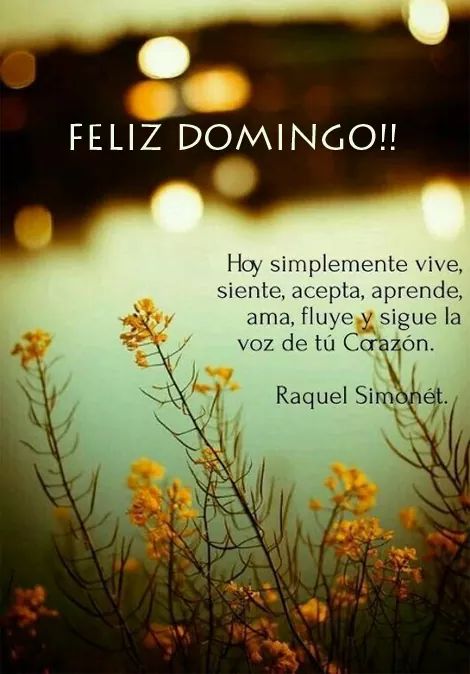 FELIZ DOMINGO!!
Hoy simplemente vive,
siente, acepta, aprende,
ama, fluye y sigue la
voz de tú Corazón.
Raquel Simonét.